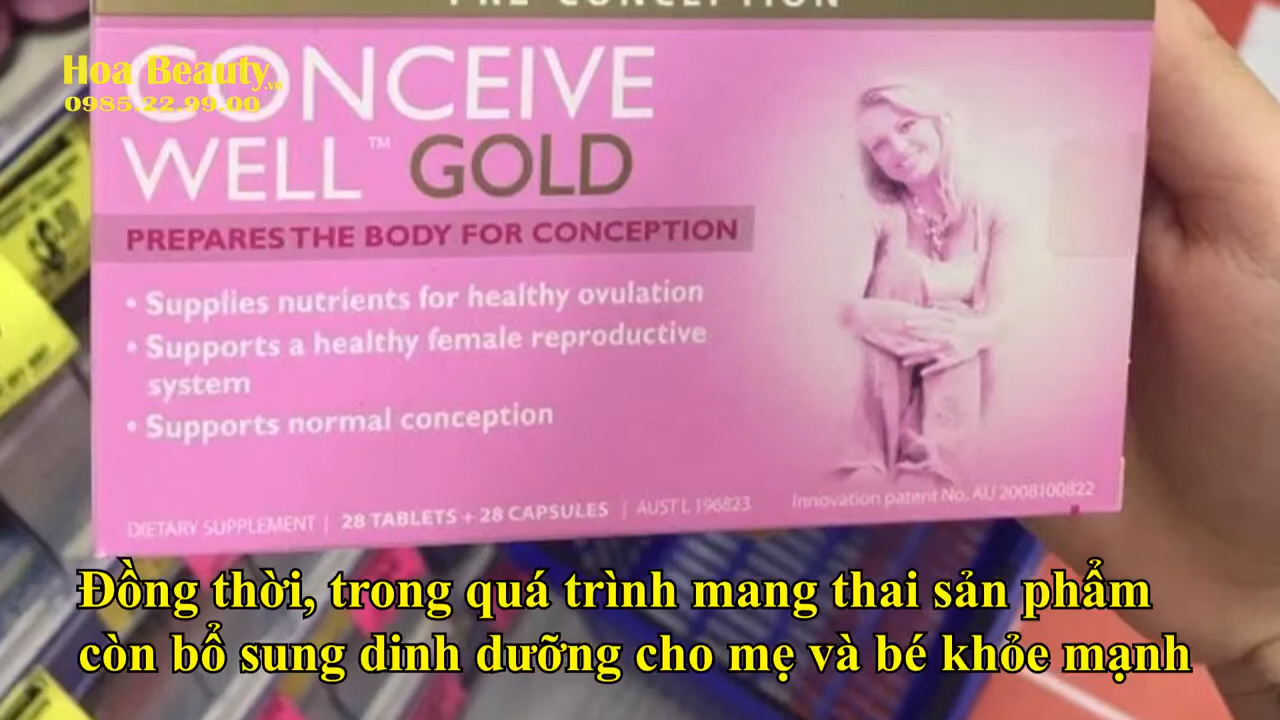 PRE-CONCEPTION
Hoa Beauty.vn
0985.22.99.00
CONCEIVE
WELL™ GOLD
PREPARES THE BODY FOR CONCEPTION
• Supplies nutrients for healthy ovulation
• Supports a healthy female reproductive
system
• Supports normal conception
DIETARY SUPPLEMENT | 28 TABLETS + 28 CAPSULES | AUST L 196823
Innovation patent No. AU 2008100822
Đồng thời, trong quá trình mang thai sản phẩm
còn bổ sung dinh dưỡng cho mẹ và bé khỏe mạnh